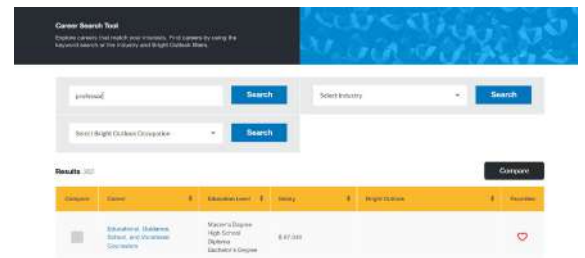 Career Search Tool
Explore careers that match your interests. Find careers by using the
keyword search or the Industry and Bright Outlook filters.
professor
Search
Select Industry
Search
Select Bright Outlook Occupation
Search
Results
Compare
Compare
Career
Education Level
Salary
Bright Outlook
Favorites
Educational, Guidance,
School, and Vocational
Counselors
Master's Degree
High School
Diploma
Bachelor's Degree